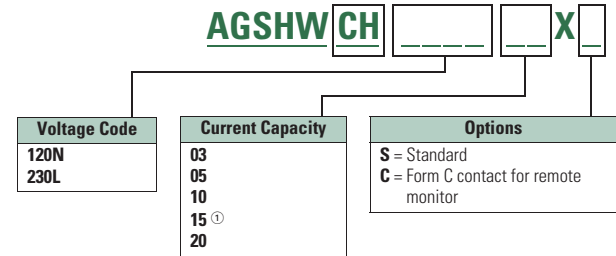 AGSHW CH ____ __ X _
Voltage Code
120N
230L
Current Capacity
03
05
10
15 ①
20
Options
S = Standard
C = Form C contact for remote
monitor